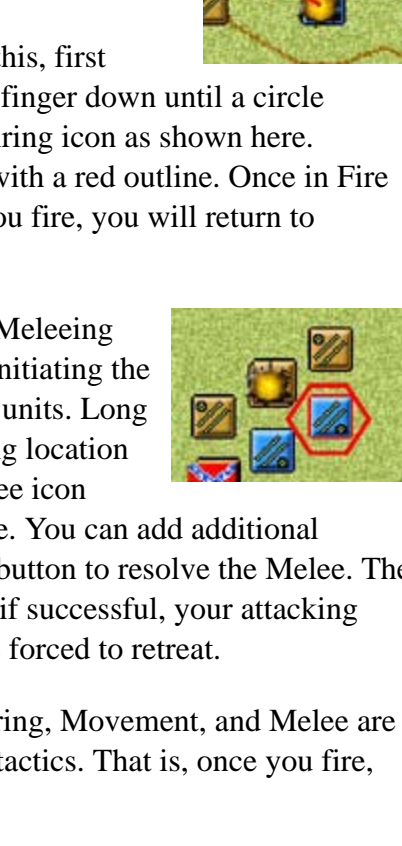 this, first
finger down until a circle
ring icon as shown here.
with a red outline. Once in Fire
ou fire, you will return to
Meleeing
nitiating the
units. Long
g location
ee icon
e. You can add additional
button to resolve the Melee. The
if successful, your attacking
forced to retreat.
ring, Movement, and Melee are
tactics. That is, once you fire,